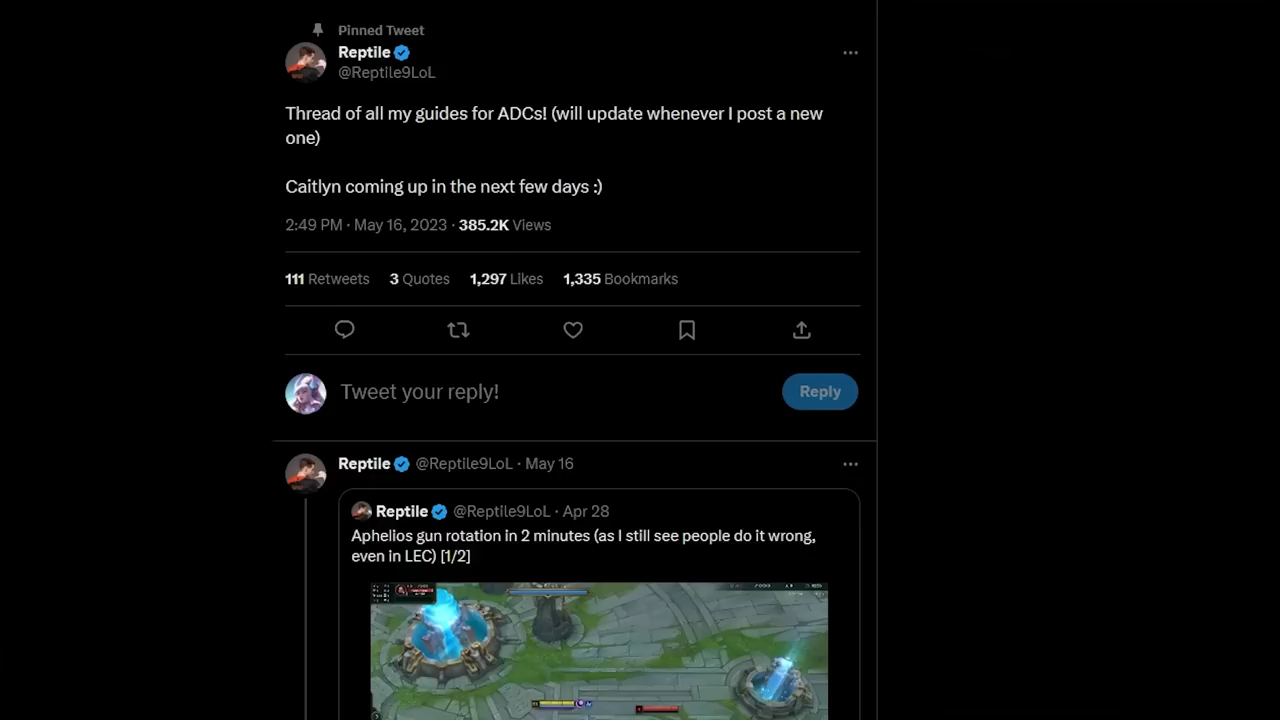 Pinned Tweet
Reptile
@Reptile9LoL
Thread of all my guides for ADCs! (will update whenever I post a new
one)
Caitlyn coming up in the next few days :)
2:49 PM · May 16, 2023 · 385.2K Views
111 Retweets 3 Quotes 1,297 Likes 1,335 Bookmarks
Tweet your reply!
Reply
Reptile @Reptile9LoL · May 16
Reptile @Reptile9LoL · Apr 28
Aphelios gun rotation in 2 minutes (as I still see people do it wrong,
even in LEC) [1/2]